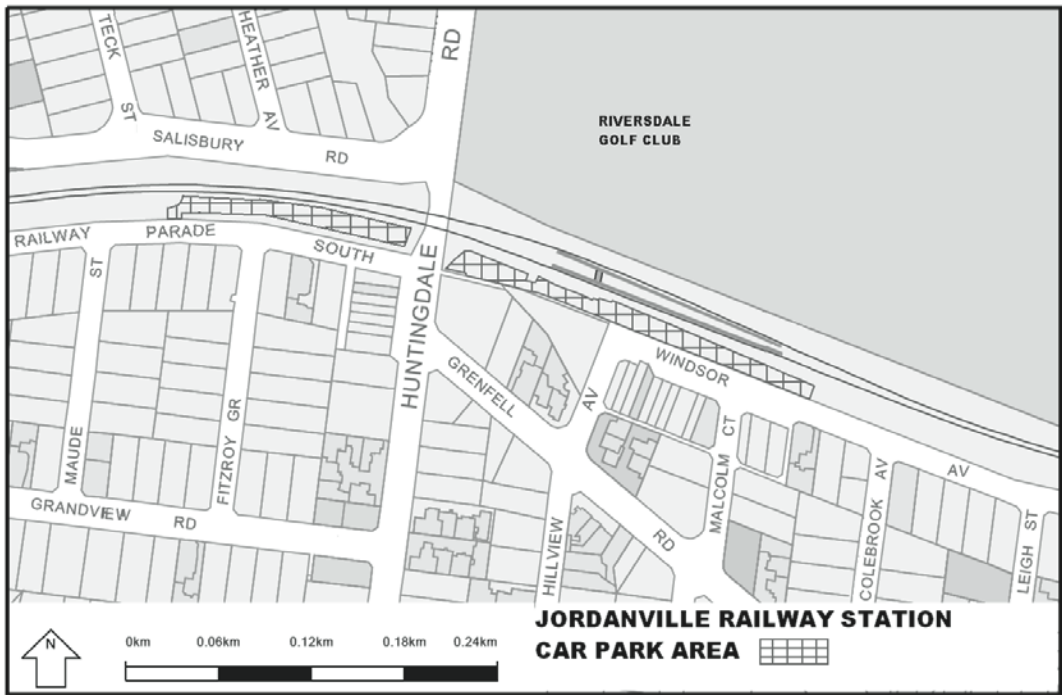 TECK ST
HEATHER AV
RD
RIVERSDALE
GOLF CLUB
SALISBURY RD
RAILWAY PARADE SOUTH
HUNTINGDALE
ST
MAUDE
FITZROY GR
GRENFELL
RD
WINDSOR
AV
AV
MALCOLM CT
COLEBROOK AV
LEIGH ST
GRANDVIEW RD
HILLVIEW
N
0km 0.06km 0.12km 0.18km 0.24km
JORDANVILLE RAILWAY STATION
CAR PARK AREA